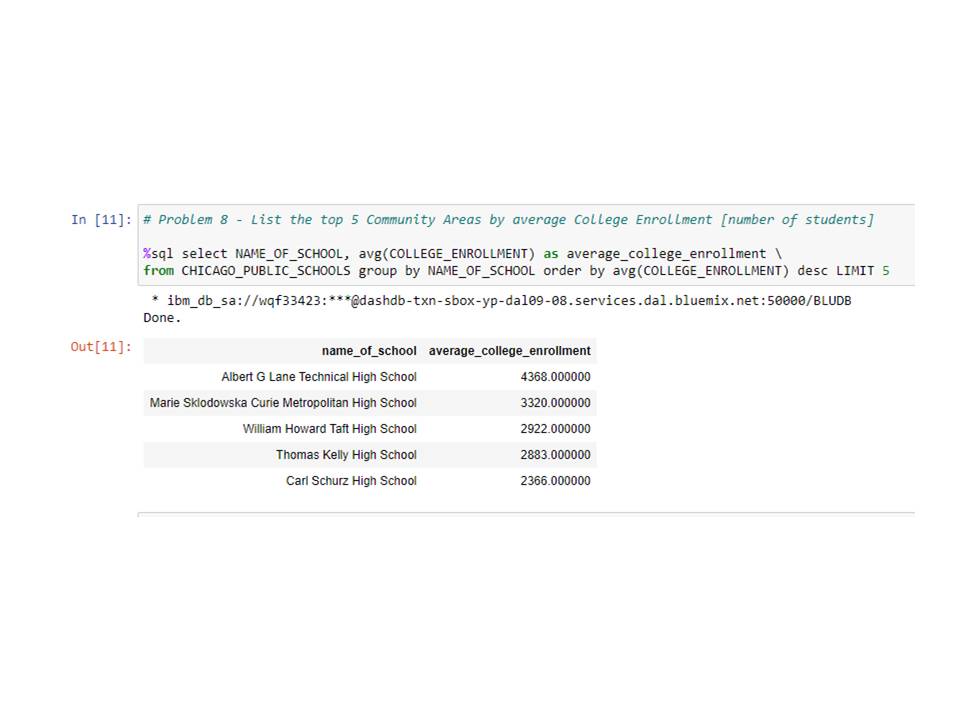 In [11]: # Problem 8 - List the top 5 Community Areas by average College Enrollment [number of students]
%sql select NAME_OF_SCHOOL, avg(COLLEGE_ENROLLMENT) as average_college_enrollment \
from CHICAGO_PUBLIC_SCHOOLS group by NAME_OF_SCHOOL order by avg(COLLEGE_ENROLLMENT) desc LIMIT 5
* ibm_db_sa://wqf33423:***@dashdb-txn-sbox-yp-dal09-08.services.dal.bluemix.net:50000/BLUDB
Done.
Out[11]: name_of_school average_college_enrollment
Albert G Lane Technical High School 4368.000000
Marie Sklodowska Curie Metropolitan High School 3320.000000
William Howard Taft High School 2922.000000
Thomas Kelly High School 2883.000000
Carl Schurz High School 2366.000000